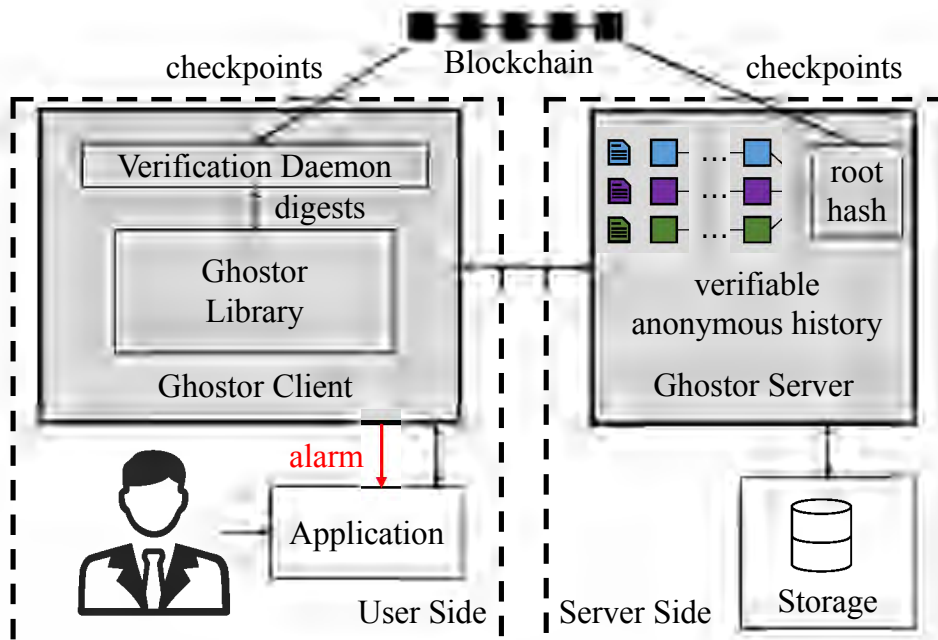 Blockchain
checkpoints
checkpoints
Verification Daemon
digests
Ghostor
Library
Ghostor Client
...
...
...
root
hash
verifiable
anonymous history
Ghostor Server
alarm
Application
User Side
Server Side
Storage